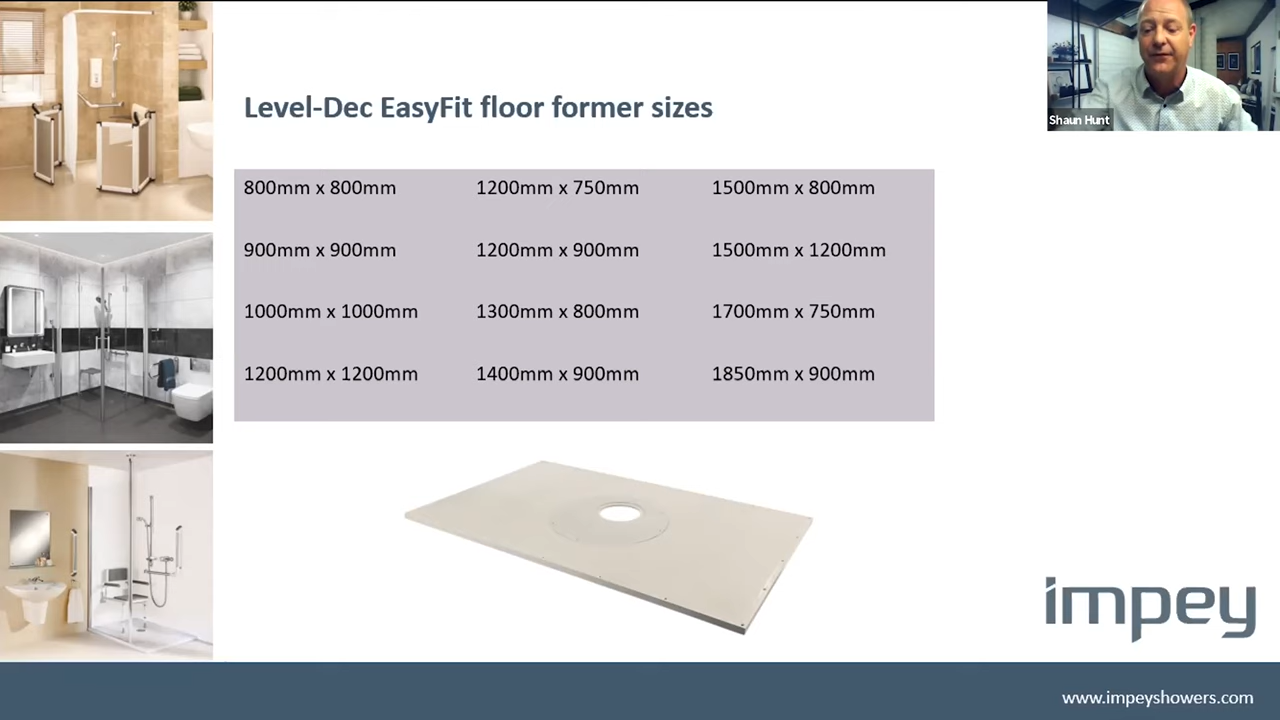 Level-Dec EasyFit floor former sizes
Shaun Hunt
800mm x 800mm 1200mm x 750mm 1500mm x 800mm
900mm x 900mm 1200mm x 900mm 1500mm x 1200mm
1000mm x 1000mm 1300mm x 800mm 1700mm x 750mm
1200mm x 1200mm 1400mm x 900mm 1850mm x 900mm
impey
www.impeyshowers.com